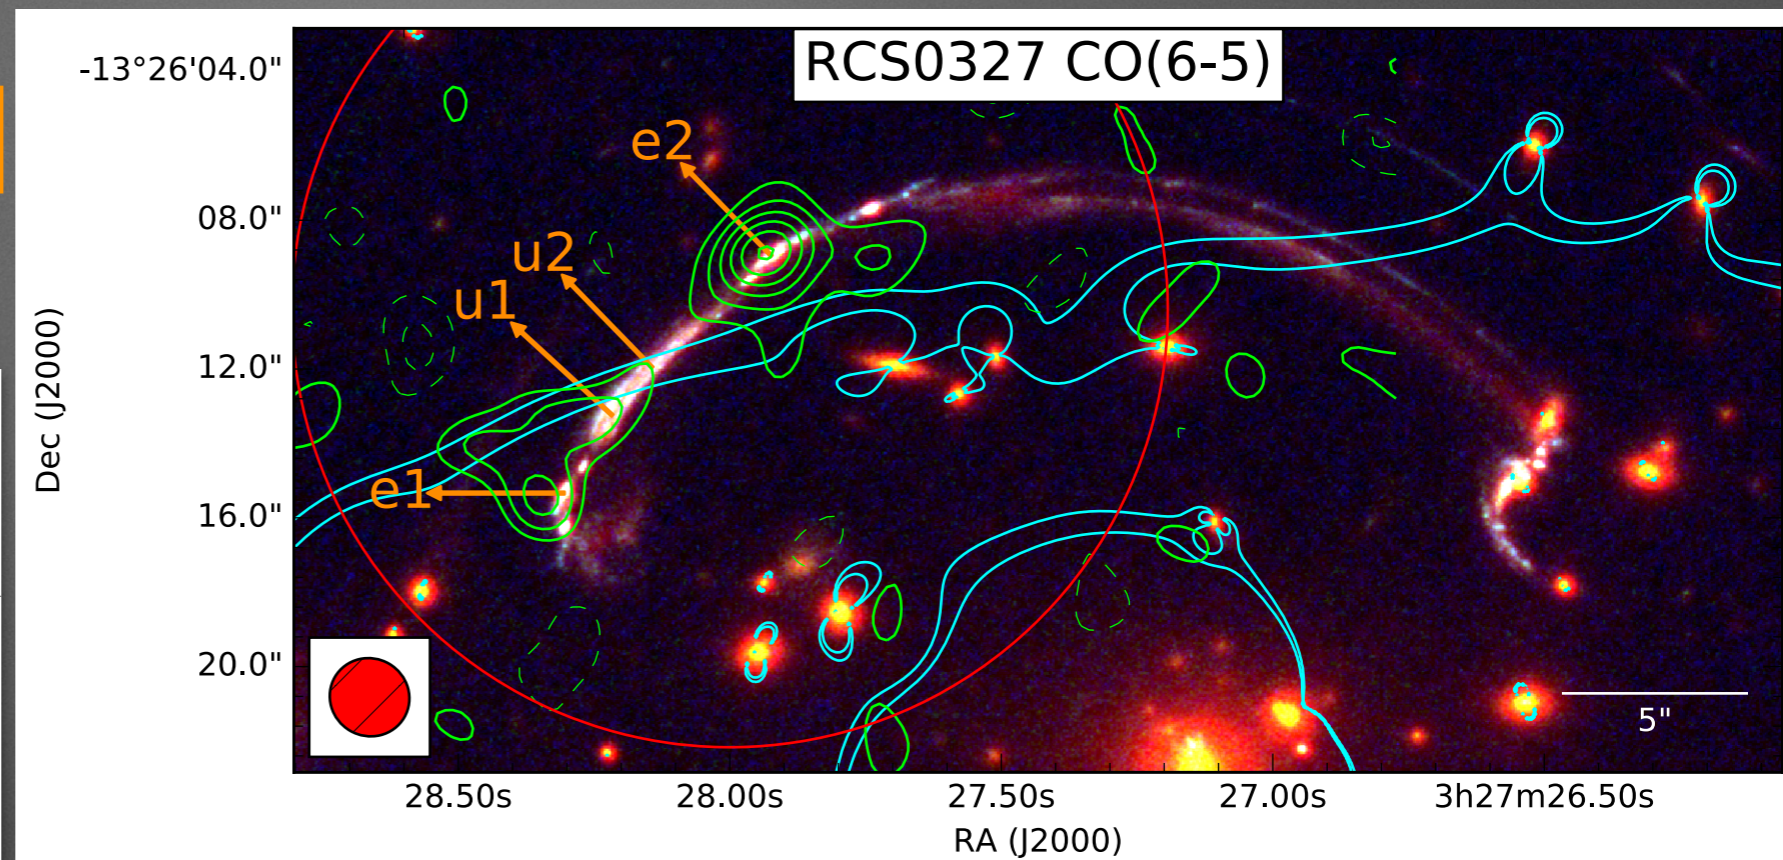 RCS0327 CO(6-5)
-13°26'04.0"
e2
08.0"
u2
u1
12.0"
Dec (J2000)
e1
16.0"
20.0"
5"
28.50s 28.00s 27.50s 27.00s 3h27m26.50s
RA (J2000)